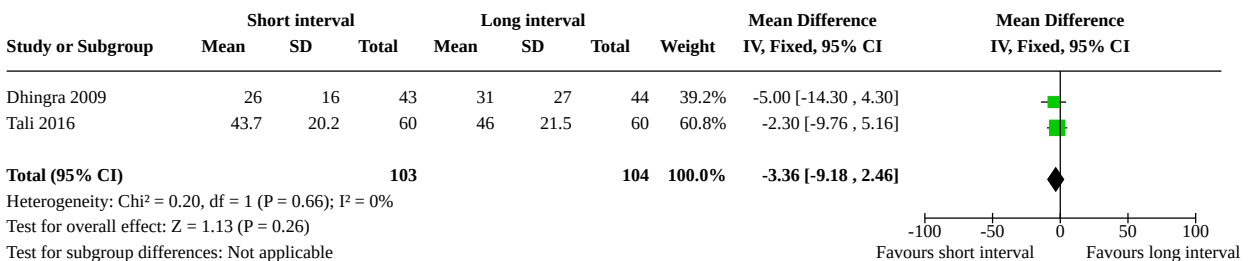 Short interval Long interval Mean Difference Mean Difference
Study or Subgroup Mean SD Total Mean SD Total Weight IV, Fixed, 95% CI IV, Fixed, 95% CI
Dhingra 2009 26 16 43 31 27 44 39.2% -5.00 [-14.30 , 4.30]
Tali 2016 43.7 20.2 60 46 21.5 60 60.8% -2.30 [-9.76 , 5.16]
Total (95% CI) 103 104 100.0% -3.36 [-9.18 , 2.46]
Heterogeneity: Chi² = 0.20, df = 1 (P = 0.66); I² = 0%
Test for overall effect: Z = 1.13 (P = 0.26)
-100 -50 0 50 100
Test for subgroup differences: Not applicable
Favours short interval Favours long interval